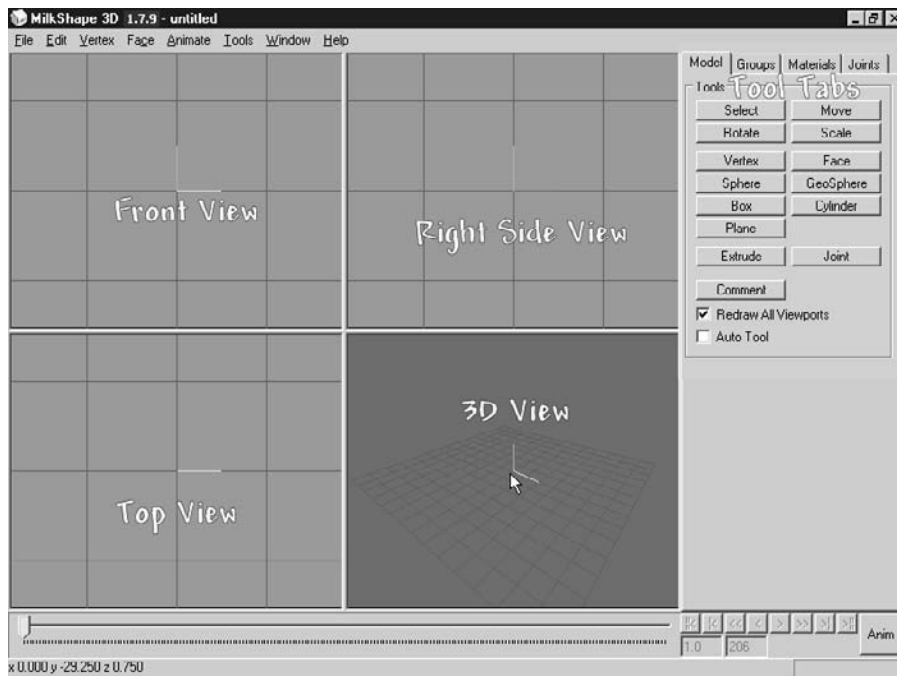 MilkShape 3D 1.7.9 - untitled
File Edit Vertex Face Animate Tools Window Help
Model Groups Materials Joints
Tools
Tool Tabs
Select Move
Rotate Scale
Vertex Face
Sphere GeoSphere
Box Cylinder
Plane
Extrude Joint
Comment
Redraw All Viewports
Auto Tool
Front View
Right Side View
3D View
Top View
|< |< << < > >> >| >|
1.0 206
Anim
x 0.000 y -29.250 z 0.750